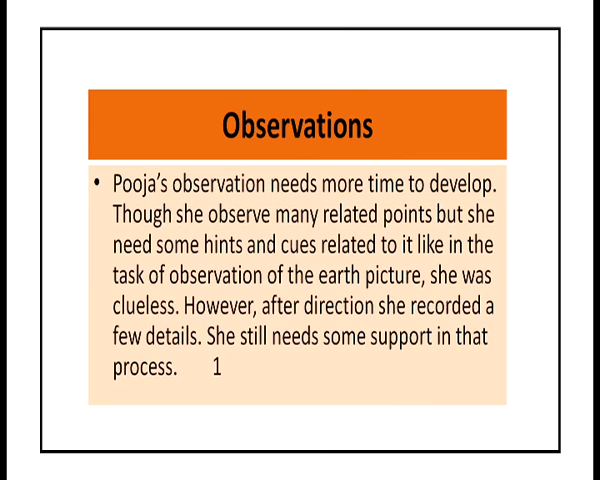 Observations
• Pooja's observation needs more time to develop.
Though she observe many related points but she
need some hints and cues related to it like in the
task of observation of the earth picture, she was
clueless. However, after direction she recorded a
few details. She still needs some support in that
process. 1